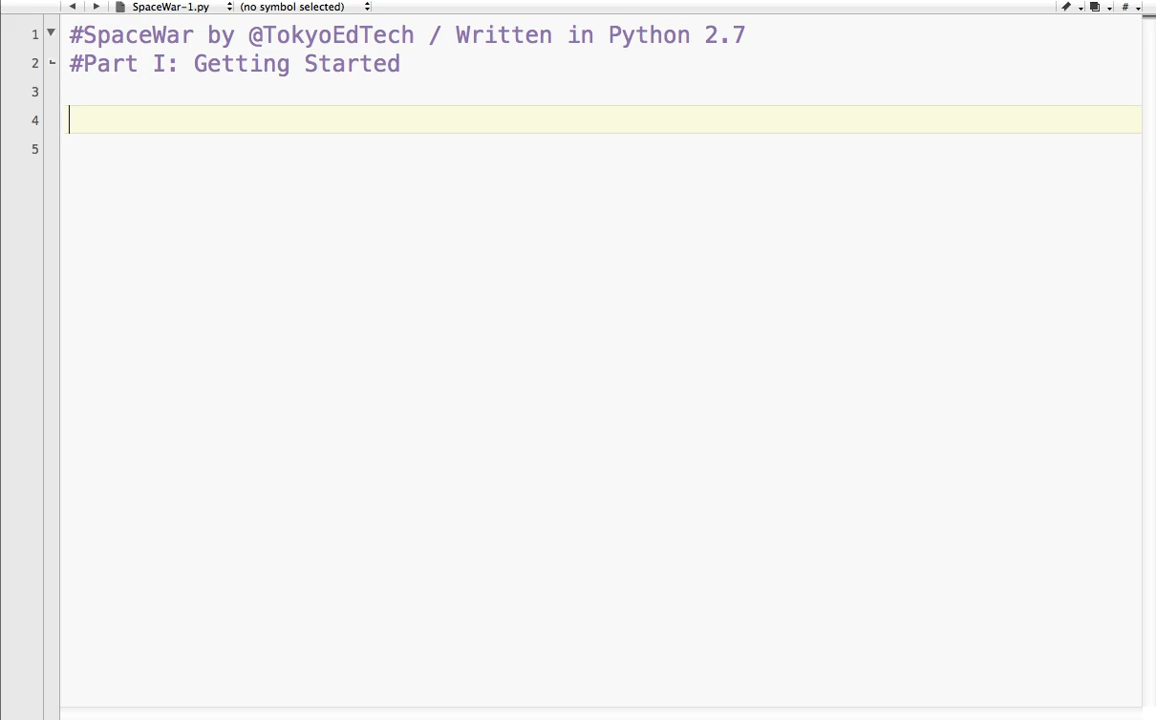 SpaceWar-1.py (no symbol selected) #
1 #SpaceWar by @TokyoEdTech / Written in Python 2.7
2 #Part I: Getting Started
3
4
5